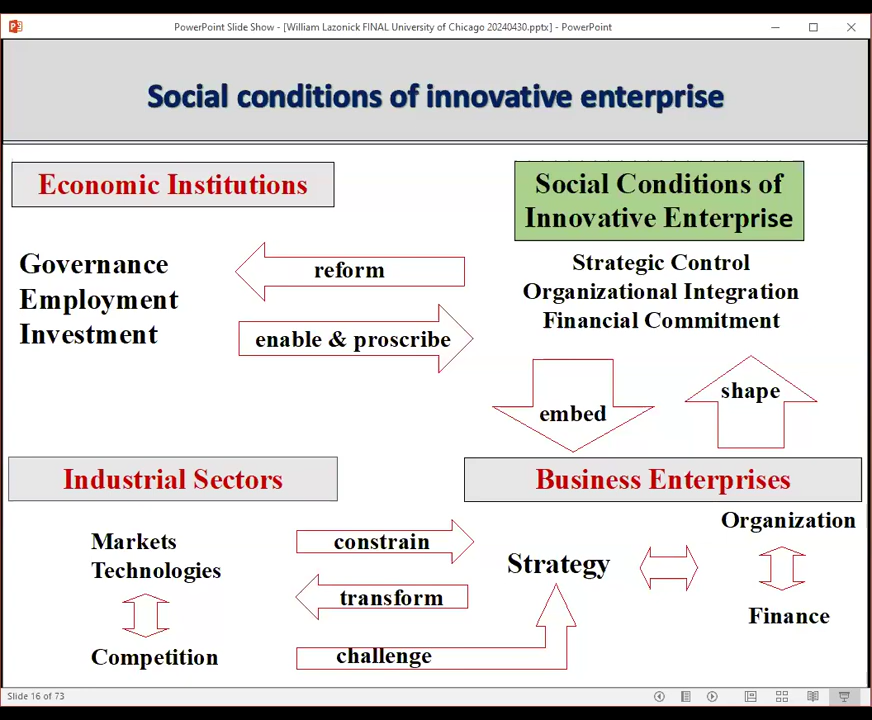 PowerPoint Slide Show - [William Lazonick FINAL University of Chicago 20240430.pptx] - PowerPoint
Social conditions of innovative enterprise
Economic Institutions
Governance
Employment
Investment
reform
enable & proscribe
Social Conditions of
Innovative Enterprise
Strategic Control
Organizational Integration
Financial Commitment
embed
shape
Industrial Sectors
Markets
Technologies
Competition
constrain
transform
challenge
Business Enterprises
Strategy
Organization
Finance
Slide 16 of 73